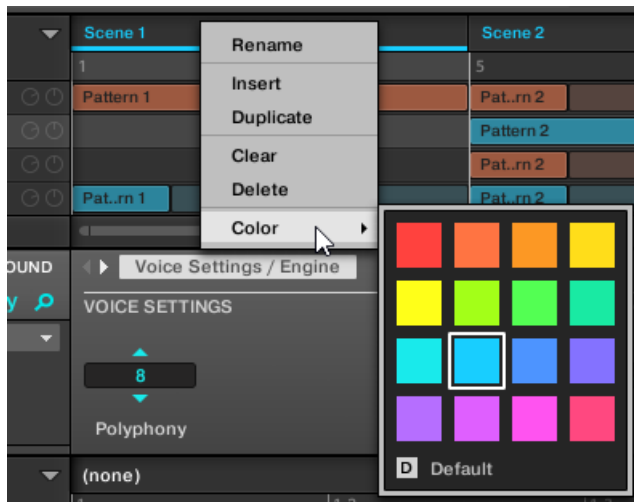 Scene 1
Scene 2
Rename
1
5
Insert
Pattern 1
Pat..rn 2
Duplicate
Pattern 2
Clear
Pat..rn 2
Delete
Pat..rn 1
Pat..rn 2
Color
OUND
Voice Settings / Engine
y
VOICE SETTINGS
8
Polyphony
D Default
(none)